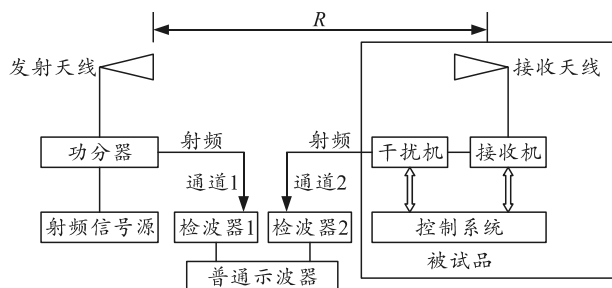 R
发射天线
接收天线
功分器
射频
射频
干扰机
接收机
通道1
通道2
射频信号源
检波器1
检波器2
控制系统
普通示波器
被试品